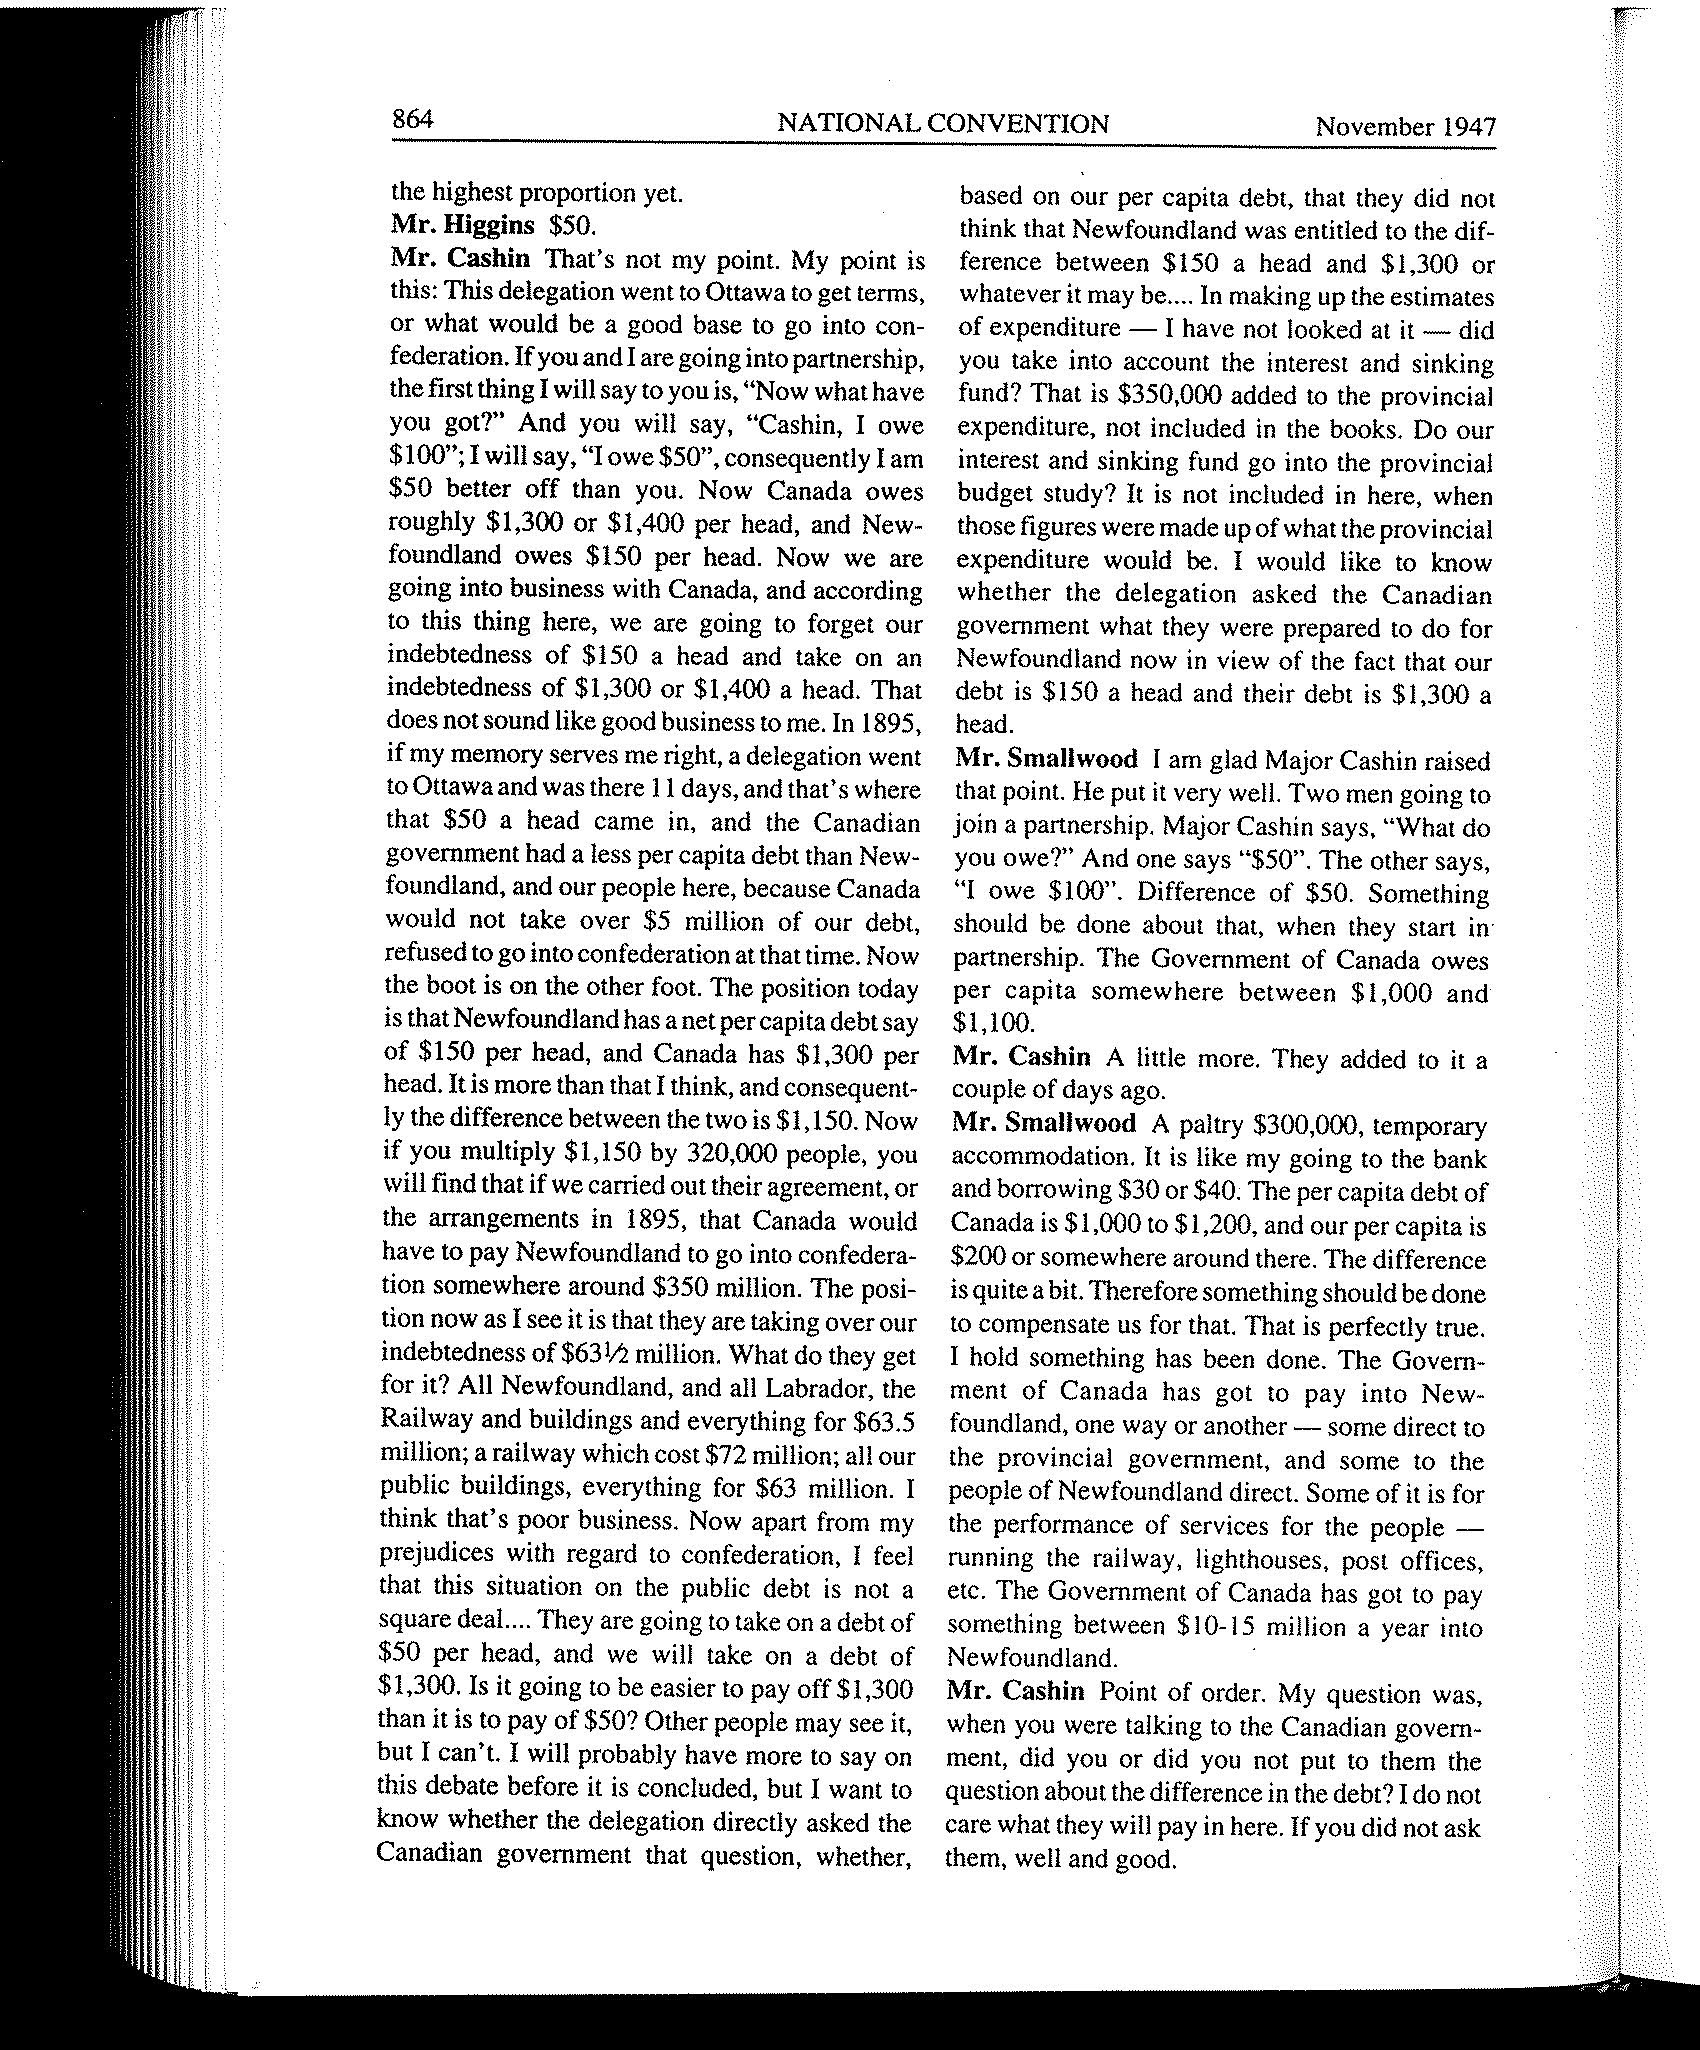 864
NATIONAL CONVENTION
November 1947
the highest proportion yet.
Mr. Higgins $50.
Mr. Cashin That's not my point. My point is
this: This delegation went to Ottawa to get terms,
or what would be a good base to go into con-
federation. If you and I are going into partnership,
the first thing I will say to you is, “Now what have
you got?” And you will say, “Cashin, I owe
$100”; I will say, “I owe $50”, consequently I am
$50 better off than you. Now Canada owes
roughly $1,300 or $1,400 per head, and New-
foundland owes $150 per head. Now we are
going into business with Canada, and according
to this thing here, we are going to forget our
indebtedness of $150 a head and take on an
indebtedness of $1,300 or $1,400 a head. That
does not sound like good business to me. In 1895,
if my memory serves me right, a delegation went
to Ottawa and was there 11 days, and that's where
that $50 a head came in, and the Canadian
government had a less per capita debt than New-
foundland, and our people here, because Canada
would not take over $5 million of our debt,
refused to go into confederation at that time. Now
the boot is on the other foot. The position today
is that Newfoundland has a net per capita debt say
of $150 per head, and Canada has $1,300 per
head. It is more than that I think, and consequent-
ly the difference between the two is $1,150. Now
if you multiply $1,150 by 320,000 people, you
will find that if we carried out their agreement, or
the arrangements in 1895, that Canada would
have to pay Newfoundland to go into confedera-
tion somewhere around $350 million. The posi-
tion now as I see it is that they are taking over our
indebtedness of $63½ million. What do they get
for it? All Newfoundland, and all Labrador, the
Railway and buildings and everything for $63.5
million; a railway which cost $72 million; all our
public buildings, everything for $63 million. I
think that's poor business. Now apart from my
prejudices with regard to confederation, I feel
that this situation on the public debt is not a
square deal.... They are going to take on a debt of
$50 per head, and we will take on a debt of
$1,300. Is it going to be easier to pay off $1,300
than it is to pay of $50? Other people may see it,
but I can't. I will probably have more to say on
this debate before it is concluded, but I want to
know whether the delegation directly asked the
Canadian government that question, whether,
based on our per capita debt, that they did not
think that Newfoundland was entitled to the dif-
ference between $150 a head and $1,300 or
whatever it may be.... In making up the estimates
of expenditure — I have not looked at it — did
you take into account the interest and sinking
fund? That is $350,000 added to the provincial
expenditure, not included in the books. Do our
interest and sinking fund go into the provincial
budget study? It is not included in here, when
those figures were made up of what the provincial
expenditure would be. I would like to know
whether the delegation asked the Canadian
government what they were prepared to do for
Newfoundland now in view of the fact that our
debt is $150 a head and their debt is $1,300 a
head.
Mr. Smallwood I am glad Major Cashin raised
that point. He put it very well. Two men going to
join a partnership. Major Cashin says, “What do
you owe?” And one says “$50”. The other says,
“I owe $100”. Difference of $50. Something
should be done about that, when they start in
partnership. The Government of Canada owes
per capita somewhere between $1,000 and
$1,100.
Mr. Cashin A little more. They added to it a
couple of days ago.
Mr. Smallwood A paltry $300,000, temporary
accommodation. It is like my going to the bank
and borrowing $30 or $40. The per capita debt of
Canada is $1,000 to $1,200, and our per capita is
$200 or somewhere around there. The difference
is quite a bit. Therefore something should be done
to compensate us for that. That is perfectly true.
I hold something has been done. The Govern-
ment of Canada has got to pay into New-
foundland, one way or another — some direct to
the provincial government, and some to the
people of Newfoundland direct. Some of it is for
the performance of services for the people —
running the railway, lighthouses, post offices,
etc. The Government of Canada has got to pay
something between $10-15 million a year into
Newfoundland.
Mr. Cashin Point of order. My question was,
when you were talking to the Canadian govern-
ment, did you or did you not put to them the
question about the difference in the debt? I do not
care what they will pay in here. If you did not ask
them, well and good.